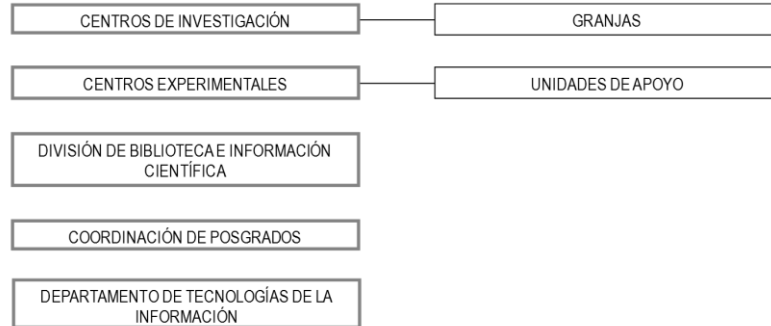 CENTROS DE INVESTIGACIÓN
GRANJAS
CENTROS EXPERIMENTALES
UNIDADES DE APOYO
DIVISIÓN DE BIBLIOTECA E INFORMACIÓN
CIENTÍFICA
COORDINACIÓN DE POSGRADOS
DEPARTAMENTO DE TECNOLOGÍAS DE LA
INFORMACIÓN